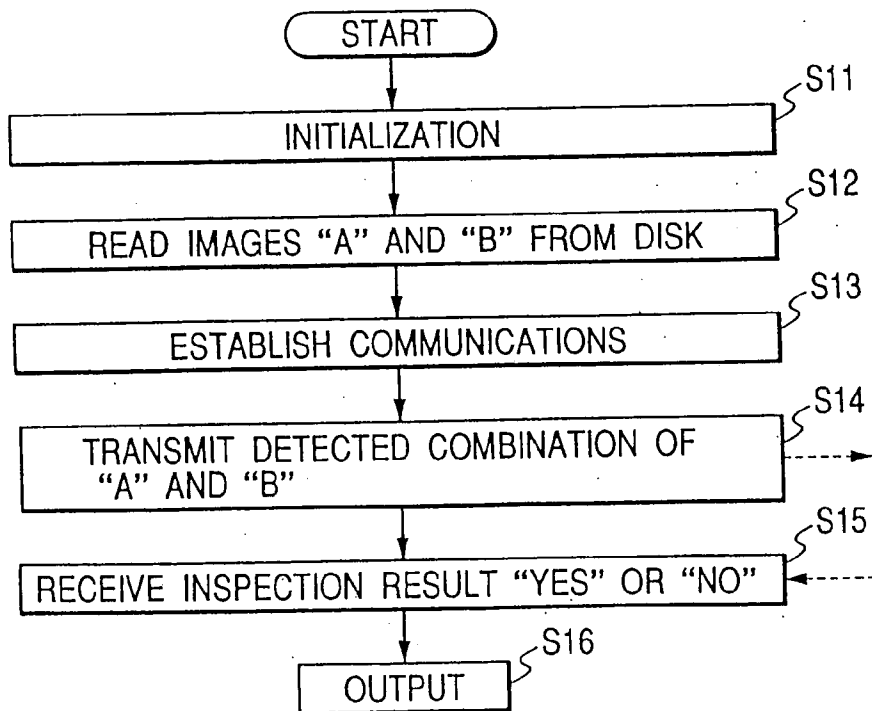 START
S11
INITIALIZATION
S12
READ IMAGES “A” AND “B” FROM DISK
S13
ESTABLISH COMMUNICATIONS
S14
TRANSMIT DETECTED COMBINATION OF
“A” AND “B”
S15
RECEIVE INSPECTION RESULT “YES” OR “NO”
S16
OUTPUT